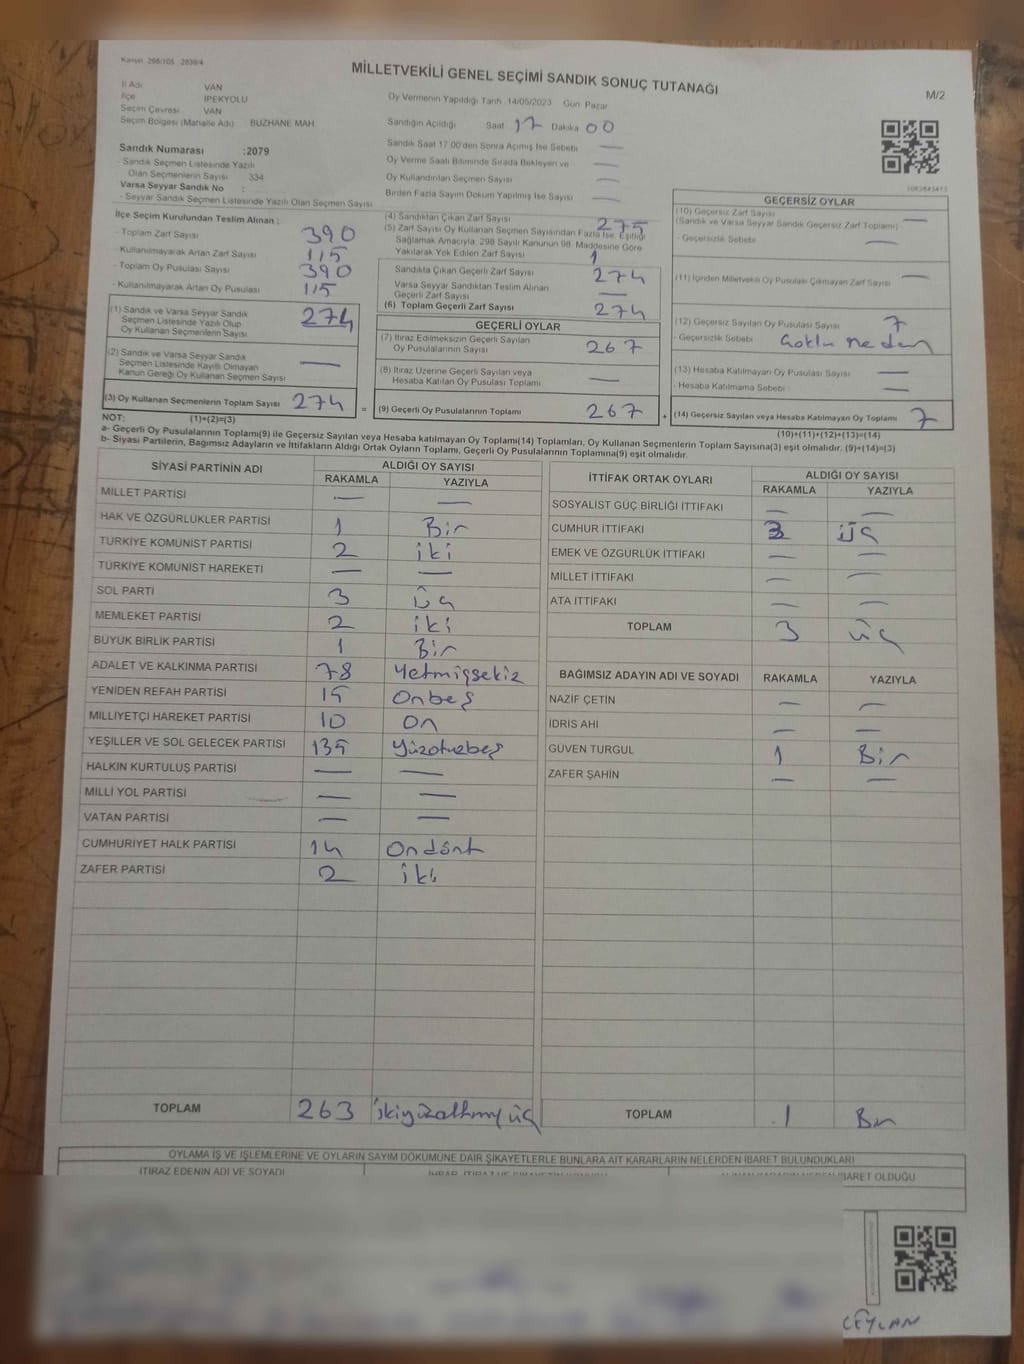 Kanun: 298/105 , 2839/4
MİLLETVEKİLİ GENEL SEÇİMİ SANDIK SONUÇ TUTANAĞI
M/2
İl Adı : VAN
İlçe : İPEKYOLU
Seçim Çevresi : VAN
Seçim Bölgesi (Mahalle Adı) : BUZHANE MAH.
Sandık Numarası :2079
- Sandık Seçmen Listesinde Yazılı
Olan Seçmenlerin Sayısı : 334
Varsa Seyyar Sandık No :
- Seyyar Sandık Seçmen Listesinde Yazılı Olan Seçmen Sayısı :
Oy Vermenin Yapıldığı Tarih :14/05/2023 Gün :Pazar
Sandığın Açıldığı Saat 17 Dakika 00
Sandık Saat 17.00'den Sonra Açılmış İse Sebebi —
Oy Verme Saati Bitiminde Sırada Bekleyen ve —
Oy Kullandırılan Seçmen Sayısı —
Birden Fazla Sayım Döküm Yapılmış İse Sayısı —
İlçe Seçim Kurulundan Teslim Alınan :
- Toplam Zarf Sayısı 390
- Kullanılmayarak Artan Zarf Sayısı 115
- Toplam Oy Pusulası Sayısı 390
- Kullanılmayarak Artan Oy Pusulası 115
(1) Sandık ve Varsa Seyyar Sandık
Seçmen Listesinde Yazılı Olup
Oy Kullanan Seçmenlerin Sayısı 274
(2) Sandık ve Varsa Seyyar Sandık
Seçmen Listesinde Kayıtlı Olmayan
Kanun Gereği Oy Kullanan Seçmen Sayısı —
(3) Oy Kullanan Seçmenlerin Toplam Sayısı 274 =
(4) Sandıktan Çıkan Zarf Sayısı 275
(5) Zarf Sayısı Oy Kullanan Seçmen Sayısından Fazla İse, Eşitliği
Sağlamak Amacıyla, 298 Sayılı Kanunun 98. Maddesine Göre
Yakılarak Yok Edilen Zarf Sayısı 1
Sandıkta Çıkan Geçerli Zarf Sayısı 274
Varsa Seyyar Sandıktan Teslim Alınan
Geçerli Zarf Sayısı —
(6) Toplam Geçerli Zarf Sayısı 274
GEÇERLİ OYLAR
(7) İtiraz Edilmeksizin Geçerli Sayılan
Oy Pusulalarının Sayısı 267
(8) İtiraz Üzerine Geçerli Sayılan veya
Hesaba Katılan Oy Pusulası Toplamı —
(9) Geçerli Oy Pusulalarının Toplamı 267 +
GEÇERSİZ OYLAR
(10) Geçersiz Zarf Sayısı —
(Sandık ve Varsa Seyyar Sandık Geçersiz Zarf Toplamı)
- Geçersizlik Sebebi : —
(11) İçinden Milletvekili Oy Pusulası Çıkmayan Zarf Sayısı —
(12) Geçersiz Sayılan Oy Pusulası Sayısı 7
- Geçersizlik Sebebi : Çoklu neden
(13) Hesaba Katılmayan Oy Pusulası Sayısı —
- Hesaba Katılmama Sebebi : —
(14) Geçersiz Sayılan veya Hesaba Katılmayan Oy Toplamı 7
NOT: (1)+(2)=(3)
(10)+(11)+(12)+(13)=(14)
a- Geçerli Oy Pusulalarının Toplamı(9) ile Geçersiz Sayılan veya Hesaba katılmayan Oy Toplamı(14) Toplamları, Oy Kullanan Seçmenlerin Toplam Sayısına(3) eşit olmalıdır. (9)+(14)=(3)
b- Siyasi Partilerin, Bağımsız Adayların ve İttifakların Aldığı Ortak Oyların Toplamı, Geçerli Oy Pusulalarının Toplamına(9) eşit olmalıdır.
SİYASİ PARTİNİN ADI ALDIĞI OY SAYISI
RAKAMLA YAZIYLA
MİLLET PARTİSİ — —
HAK VE ÖZGÜRLÜKLER PARTİSİ 1 Bir
TÜRKİYE KOMÜNİST PARTİSİ 2 iki
TÜRKİYE KOMÜNİST HAREKETİ — —
SOL PARTİ 3 üç
MEMLEKET PARTİSİ 2 iki
BÜYÜK BİRLİK PARTİSİ 1 Bir
ADALET VE KALKINMA PARTİSİ 78 Yetmişsekiz
YENİDEN REFAH PARTİSİ 15 Onbeş
MİLLİYETÇİ HAREKET PARTİSİ 10 On
YEŞİLLER VE SOL GELECEK PARTİSİ 135 Yüzotuzbeş
HALKIN KURTULUŞ PARTİSİ — —
MİLLİ YOL PARTİSİ — —
VATAN PARTİSİ — —
CUMHURİYET HALK PARTİSİ 14 Ondört
ZAFER PARTİSİ 2 iki
TOPLAM 263 ikiyüzaltmışüç
İTTİFAK ORTAK OYLARI ALDIĞI OY SAYISI
RAKAMLA YAZIYLA
SOSYALİST GÜÇ BİRLİĞİ İTTİFAKI — —
CUMHUR İTTİFAKI 3 üç
EMEK VE ÖZGÜRLÜK İTTİFAKI — —
MİLLET İTTİFAKI — —
ATA İTTİFAKI — —
TOPLAM 3 üç
BAĞIMSIZ ADAYIN ADI VE SOYADI RAKAMLA YAZIYLA
NAZİF ÇETİN — —
İDRİS AHİ — —
GÜVEN TURGUL 1 Bir
ZAFER ŞAHİN — —
TOPLAM 1 Bir
OYLAMA İŞ VE İŞLEMLERİNE VE OYLARIN SAYIM DÖKÜMÜNE DAİR ŞİKAYETLERLE BUNLARA AİT KARARLARIN NELERDEN İBARET BULUNDUKLARI
İTİRAZ EDENİN ADI VE SOYADI
İBARET OLDUĞU
CEYLAN